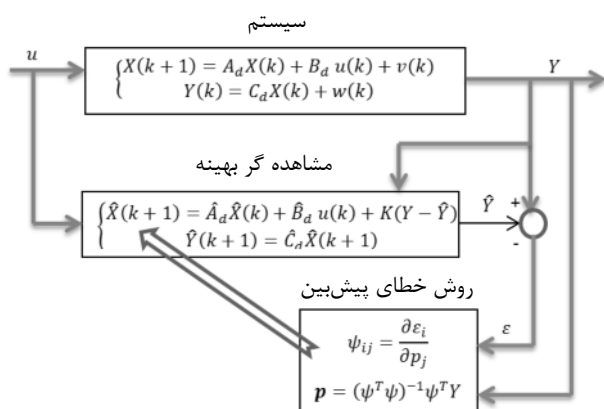 سیستم
u
X(k + 1) = A_d X(k) + B_d u(k) + v(k)
Y
Y(k) = C_d X(k) + w(k)
مشاهده گر بهینه
X̂(k + 1) = Â_d X̂(k) + B̂_d u(k) + K(Y − Ŷ)
Ŷ
+
-
Ŷ(k + 1) = Ĉ_d X̂(k + 1)
روش خطای پیش‌بین
ψ_ij = ∂ε_i / ∂p_j
ε
p = (ψ^T ψ)^−1 ψ^T Y